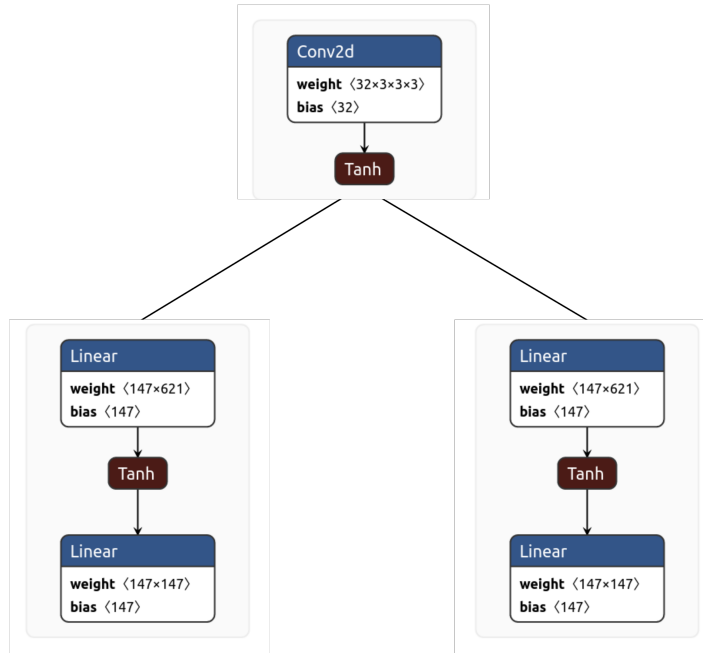 Conv2d
weight 〈32×3×3×3〉
bias 〈32〉
Tanh
Linear
weight 〈147×621〉
bias 〈147〉
Tanh
Linear
weight 〈147×147〉
bias 〈147〉
Linear
weight 〈147×621〉
bias 〈147〉
Tanh
Linear
weight 〈147×147〉
bias 〈147〉